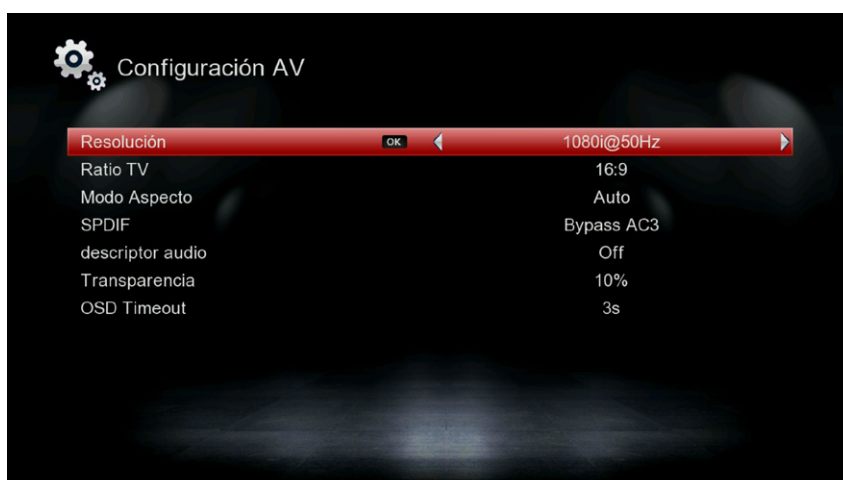 Configuración AV
Resolución OK 1080i@50Hz
Ratio TV 16:9
Modo Aspecto Auto
SPDIF Bypass AC3
descriptor audio Off
Transparencia 10%
OSD Timeout 3s